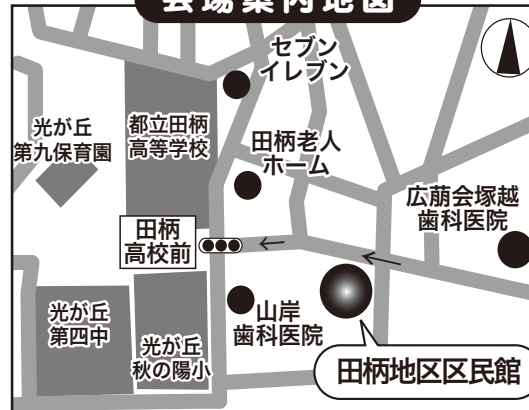 会場案内地図
セブン
イレブン
光が丘
第九保育園
都立田柄
高等学校
田柄老人
ホーム
広萠会塚越
歯科医院
田柄
高校前
山岸
歯科医院
光が丘
第四中
光が丘
秋の陽小
田柄地区区民館